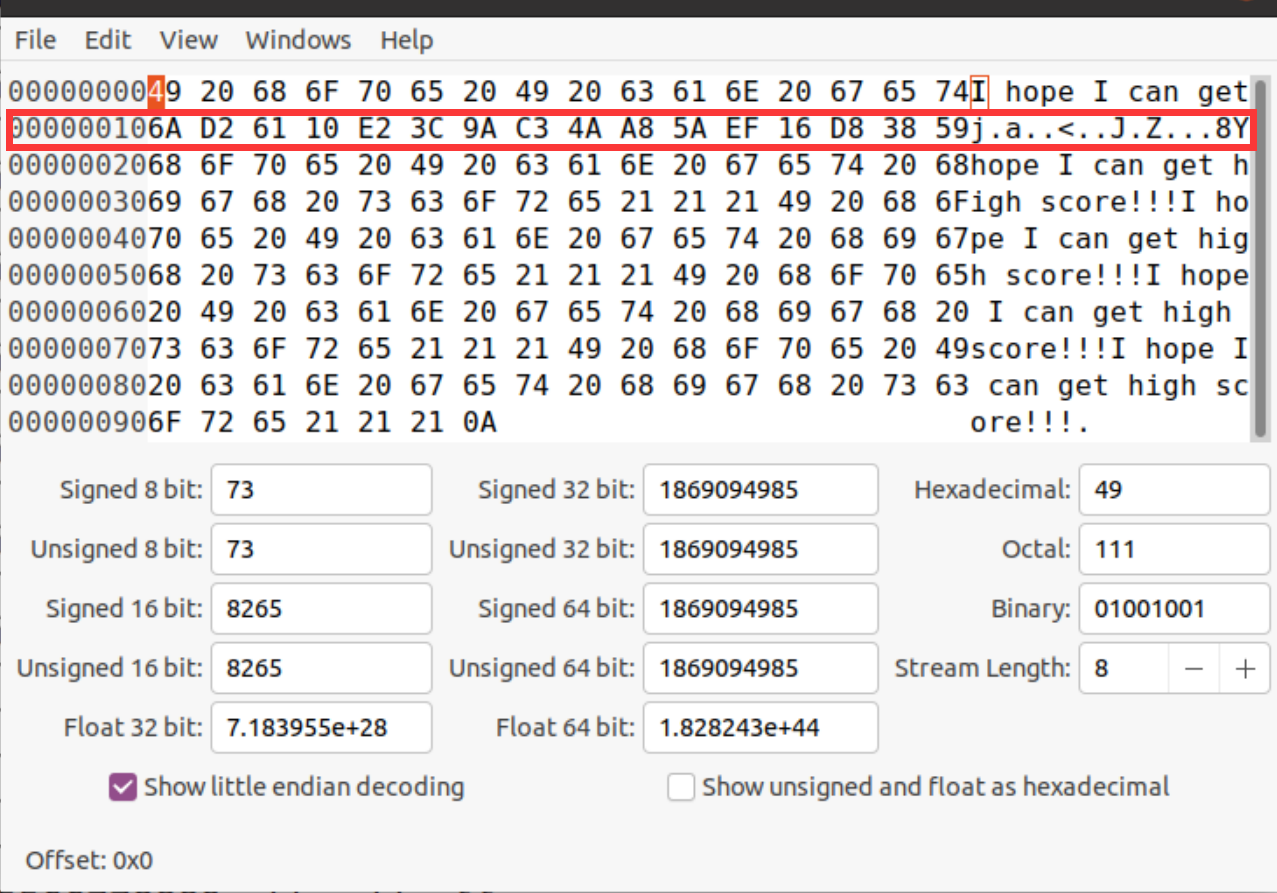 File Edit View Windows Help
00000000 49 20 68 6F 70 65 20 49 20 63 61 6E 20 67 65 74 I hope I can get
00000010 6A D2 61 10 E2 3C 9A C3 4A A8 5A EF 16 D8 38 59 j.a..<..J.Z...8Y
00000020 68 6F 70 65 20 49 20 63 61 6E 20 67 65 74 20 68 hope I can get h
00000030 69 67 68 20 73 63 6F 72 65 21 21 21 49 20 68 6F igh score!!!I ho
00000040 70 65 20 49 20 63 61 6E 20 67 65 74 20 68 69 67 pe I can get hig
00000050 68 20 73 63 6F 72 65 21 21 21 49 20 68 6F 70 65 h score!!!I hope
00000060 20 49 20 63 61 6E 20 67 65 74 20 68 69 67 68 20  I can get high 
00000070 73 63 6F 72 65 21 21 21 49 20 68 6F 70 65 20 49 score!!!I hope I
00000080 20 63 61 6E 20 67 65 74 20 68 69 67 68 20 73 63  can get high sc
00000090 6F 72 65 21 21 21 0A ore!!!.
Signed 8 bit: 73 Signed 32 bit: 1869094985 Hexadecimal: 49
Unsigned 8 bit: 73 Unsigned 32 bit: 1869094985 Octal: 111
Signed 16 bit: 8265 Signed 64 bit: 1869094985 Binary: 01001001
Unsigned 16 bit: 8265 Unsigned 64 bit: 1869094985 Stream Length: 8 − +
Float 32 bit: 7.183955e+28 Float 64 bit: 1.828243e+44
Show little endian decoding Show unsigned and float as hexadecimal
Offset: 0x0